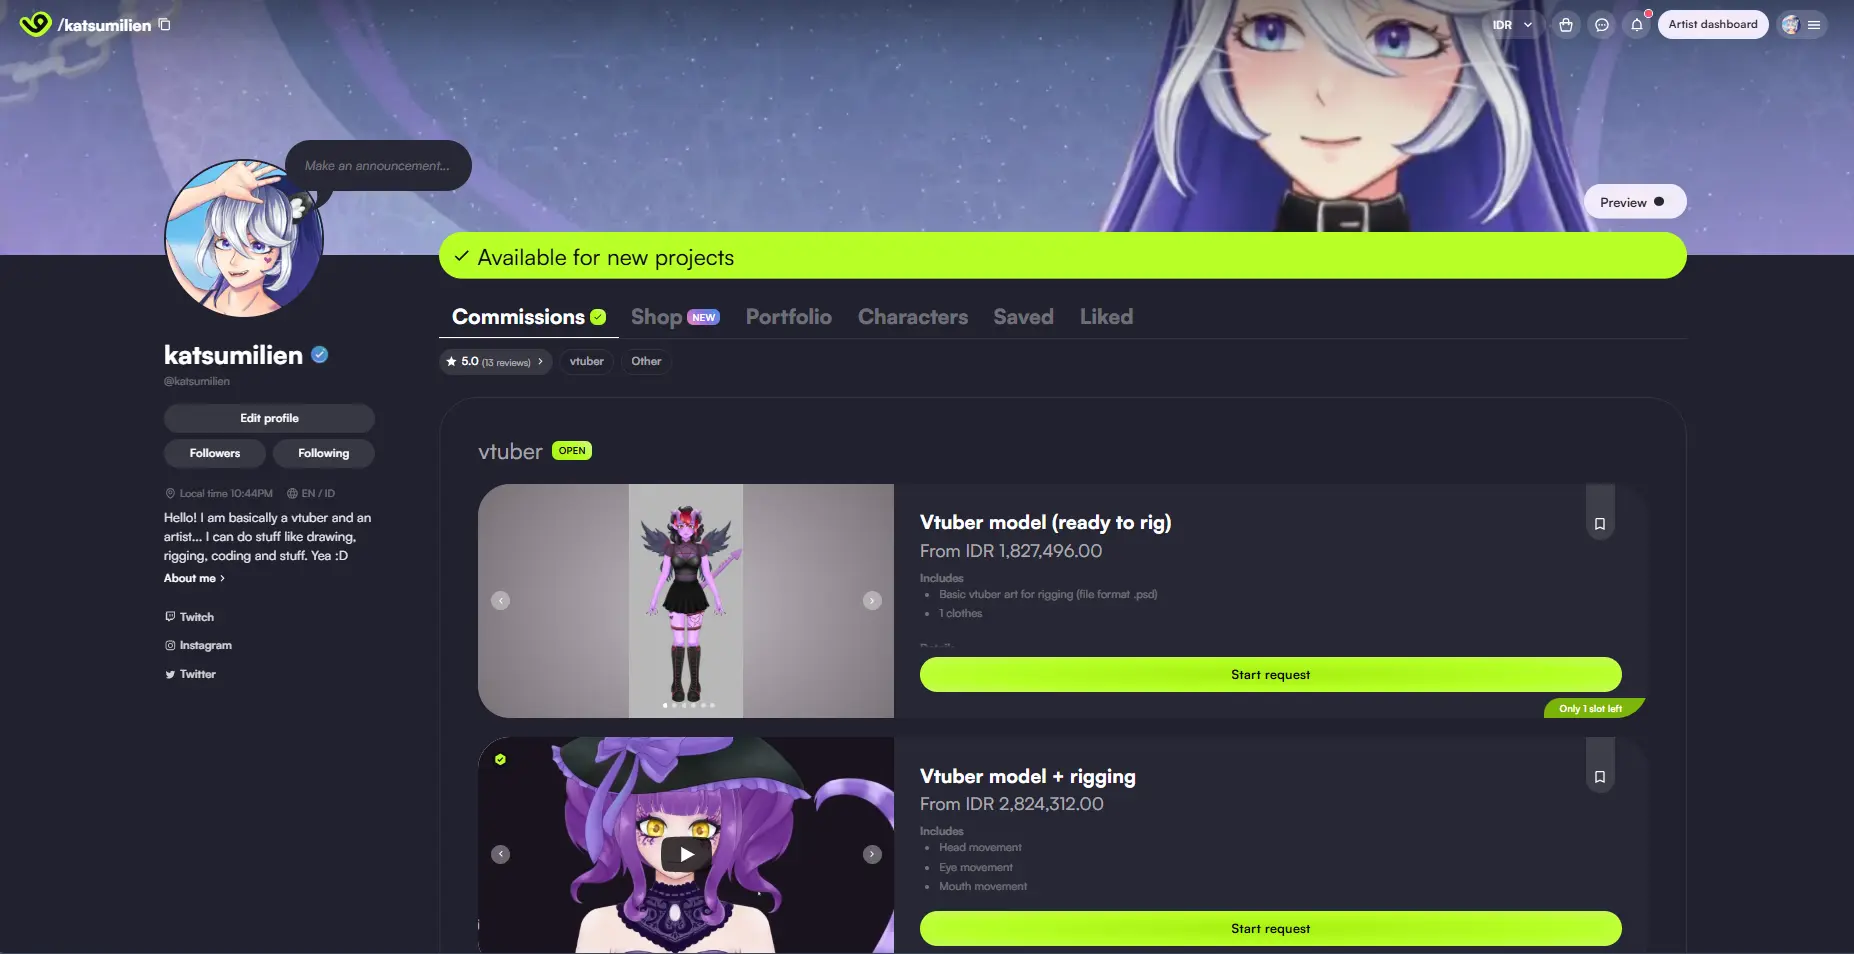 /katsumilien
IDR
Artist dashboard
Make an announcement...
Preview
Available for new projects
Commissions
Shop NEW
Portfolio
Characters
Saved
Liked
katsumilien
@katsumilien
5.0 (13 reviews)
vtuber
Other
Edit profile
Followers
Following
Local time 10:44PM
EN / ID
Hello! I am basically a vtuber and an
artist... I can do stuff like drawing,
rigging, coding and stuff. Yea :D
About me
Twitch
Instagram
Twitter
vtuber OPEN
Vtuber model (ready to rig)
From IDR 1,827,496.00
Includes
Basic vtuber art for rigging (file format .psd)
1 clothes
Details
Start request
Only 1 slot left
Vtuber model + rigging
From IDR 2,824,312.00
Includes
Head movement
Eye movement
Mouth movement
Start request